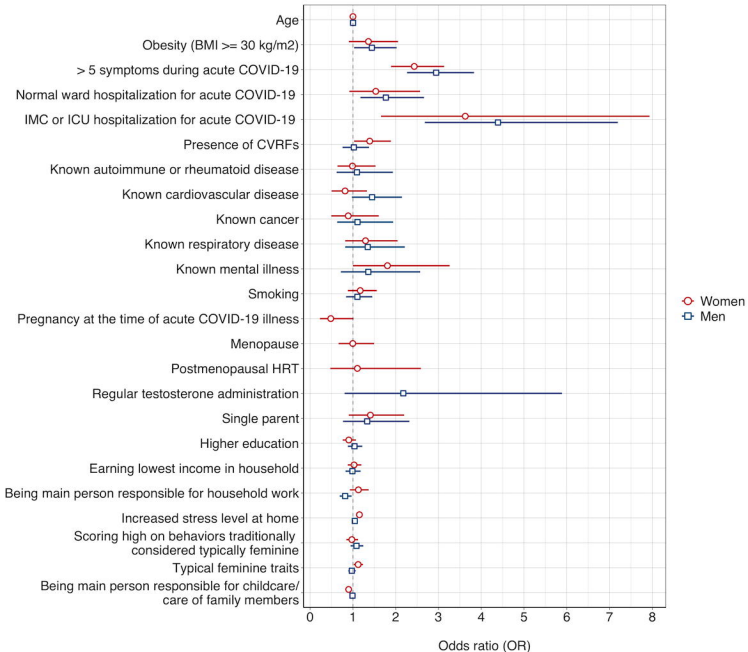 Age
Obesity (BMI >= 30 kg/m2)
> 5 symptoms during acute COVID-19
Normal ward hospitalization for acute COVID-19
IMC or ICU hospitalization for acute COVID-19
Presence of CVRFs
Known autoimmune or rheumatoid disease
Known cardiovascular disease
Known cancer
Known respiratory disease
Known mental illness
Smoking
Pregnancy at the time of acute COVID-19 illness
Menopause
Postmenopausal HRT
Regular testosterone administration
Single parent
Higher education
Earning lowest income in household
Being main person responsible for household work
Increased stress level at home
Scoring high on behaviors traditionally
considered typically feminine
Typical feminine traits
Being main person responsible for childcare/
care of family members
0 1 2 3 4 5 6 7 8
Odds ratio (OR)
Women
Men